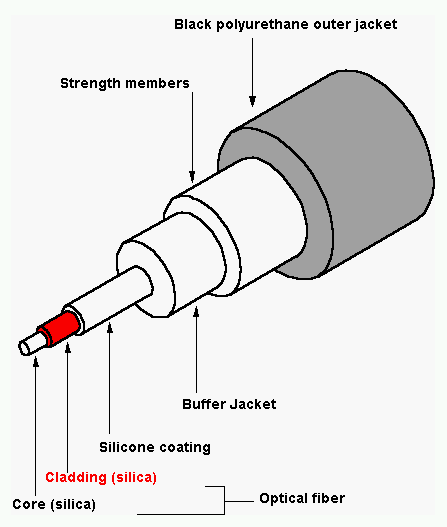 Black polyurethane outer jacket
Strength members
Buffer Jacket
Silicone coating
Cladding (silica)
Core (silica)
Optical fiber